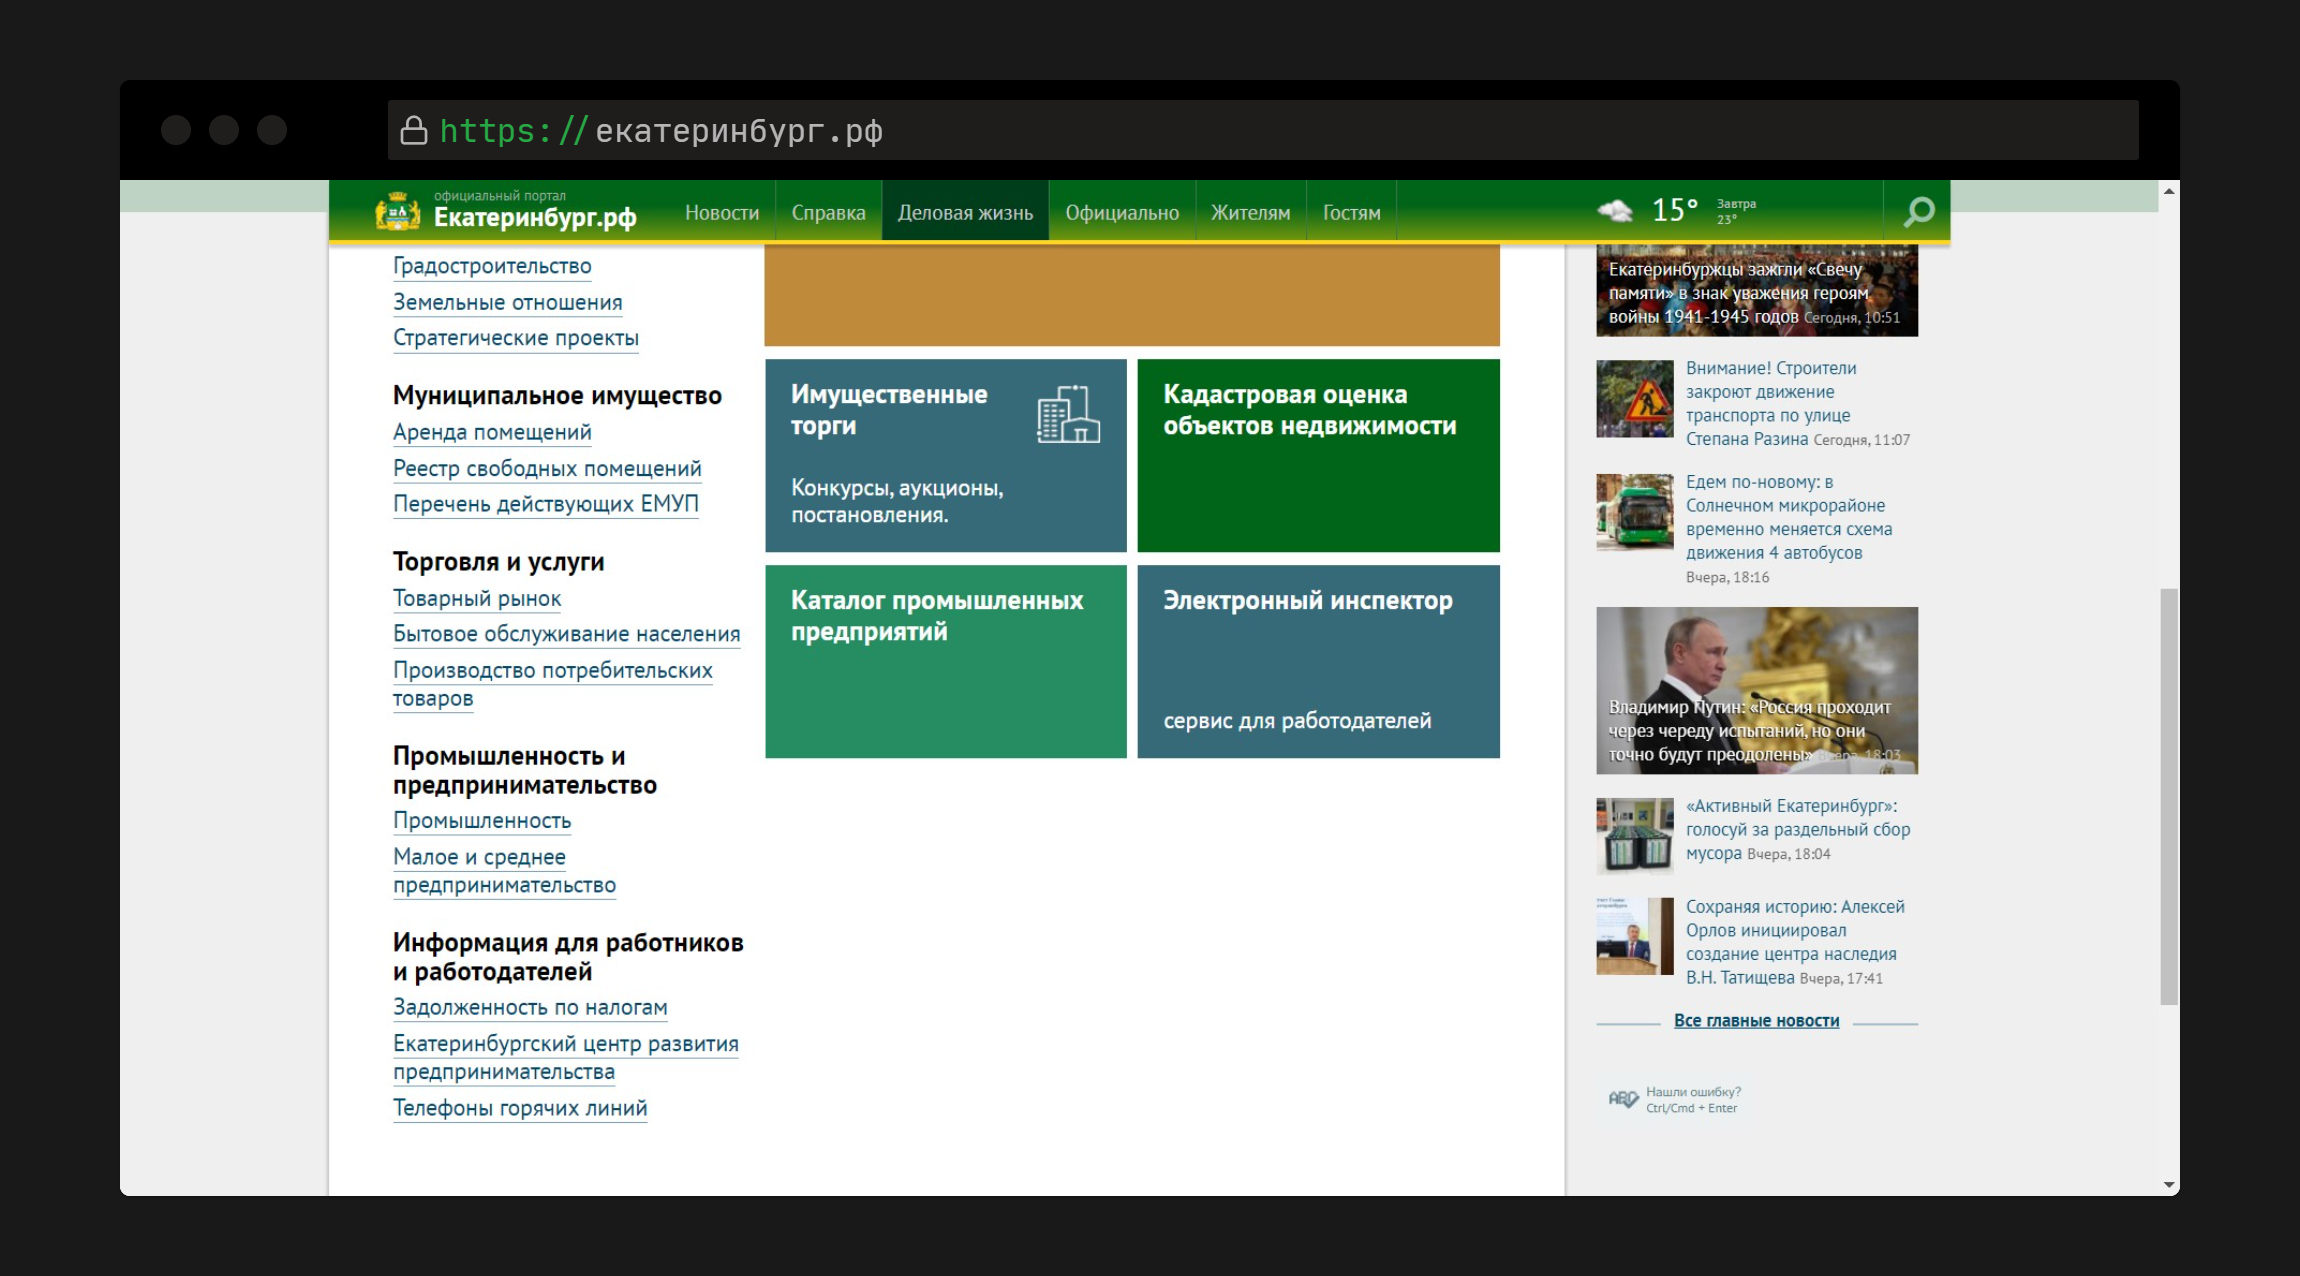 https://екатеринбург.рф
официальный портал
Екатеринбург.рф
Новости
Справка
Деловая жизнь
Официально
Жителям
Гостям
15°
Завтра
23°
Градостроительство
Земельные отношения
Стратегические проекты
Муниципальное имущество
Аренда помещений
Реестр свободных помещений
Перечень действующих ЕМУП
Торговля и услуги
Товарный рынок
Бытовое обслуживание населения
Производство потребительских
товаров
Промышленность и
предпринимательство
Промышленность
Малое и среднее
предпринимательство
Информация для работников
и работодателей
Задолженность по налогам
Екатеринбургский центр развития
предпринимательства
Телефоны горячих линий
Имущественные
торги
Конкурсы, аукционы,
постановления.
Кадастровая оценка
объектов недвижимости
Каталог промышленных
предприятий
Электронный инспектор
сервис для работодателей
Екатеринбуржцы зажгли «Свечу
памяти» в знак уважения героям
войны 1941-1945 годов Сегодня, 10:51
Внимание! Строители
закроют движение
транспорта по улице
Степана Разина Сегодня, 11:07
Едем по-новому: в
Солнечном микрорайоне
временно меняется схема
движения 4 автобусов
Вчера, 18:16
Владимир Путин: «Россия проходит
через череду испытаний, но они
точно будут преодолены» Вчера, 18:03
«Активный Екатеринбург»:
голосуй за раздельный сбор
мусора Вчера, 18:04
Сохраняя историю: Алексей
Орлов инициировал
создание центра наследия
В.Н. Татищева Вчера, 17:41
Все главные новости
ABC
Нашли ошибку?
Ctrl/Cmd + Enter